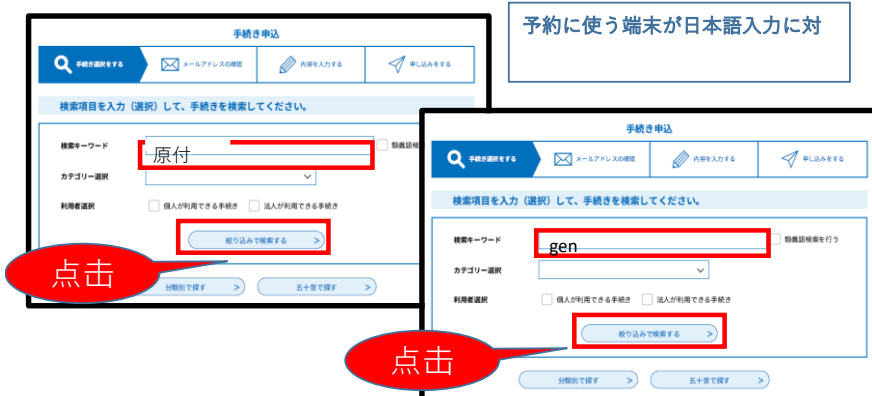 予約に使う端末が日本語入力に対
手続き申込
手続き選択をする
メールアドレスの確認
内容を入力する
申し込みをする
検索項目を入力（選択）して、手続きを検索してください。
検索キーワード
原付
類義語検
カテゴリー選択
利用者選択
個人が利用できる手続き
法人が利用できる手続き
絞り込みで検索する >
点击
分類別で探す >
五十音で探す >
手続き申込
手続き選択をする
メールアドレスの確認
内容を入力する
申し込みをする
検索項目を入力（選択）して、手続きを検索してください。
検索キーワード
gen
類義語検索を行う
カテゴリー選択
利用者選択
個人が利用できる手続き
法人が利用できる手続き
絞り込みで検索する >
点击
分類別で探す >
五十音で探す >